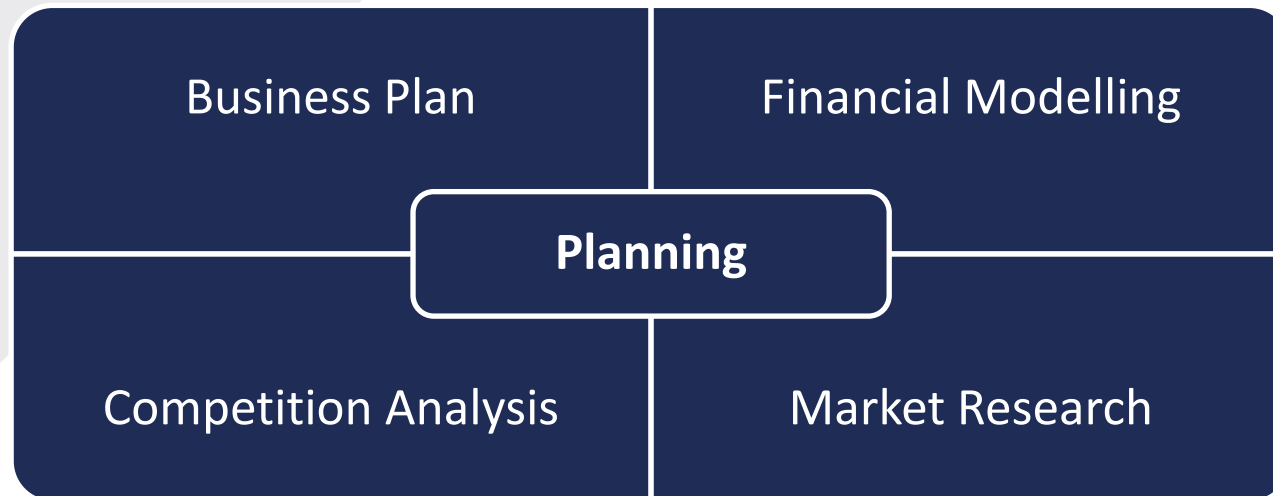 Business Plan
Financial Modelling
Planning
Competition Analysis
Market Research